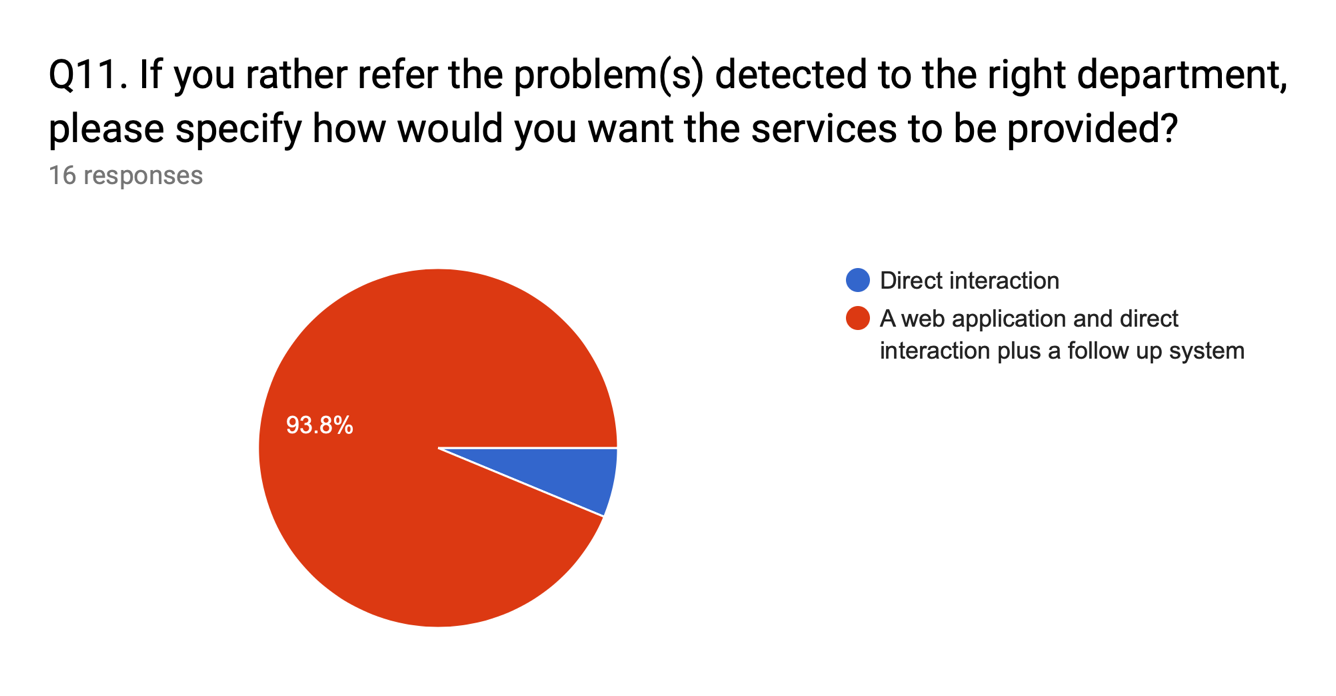 Q11. If you rather refer the problem(s) detected to the right department,
please specify how would you want the services to be provided?
16 responses
Direct interaction
A web application and direct
interaction plus a follow up system
93.8%